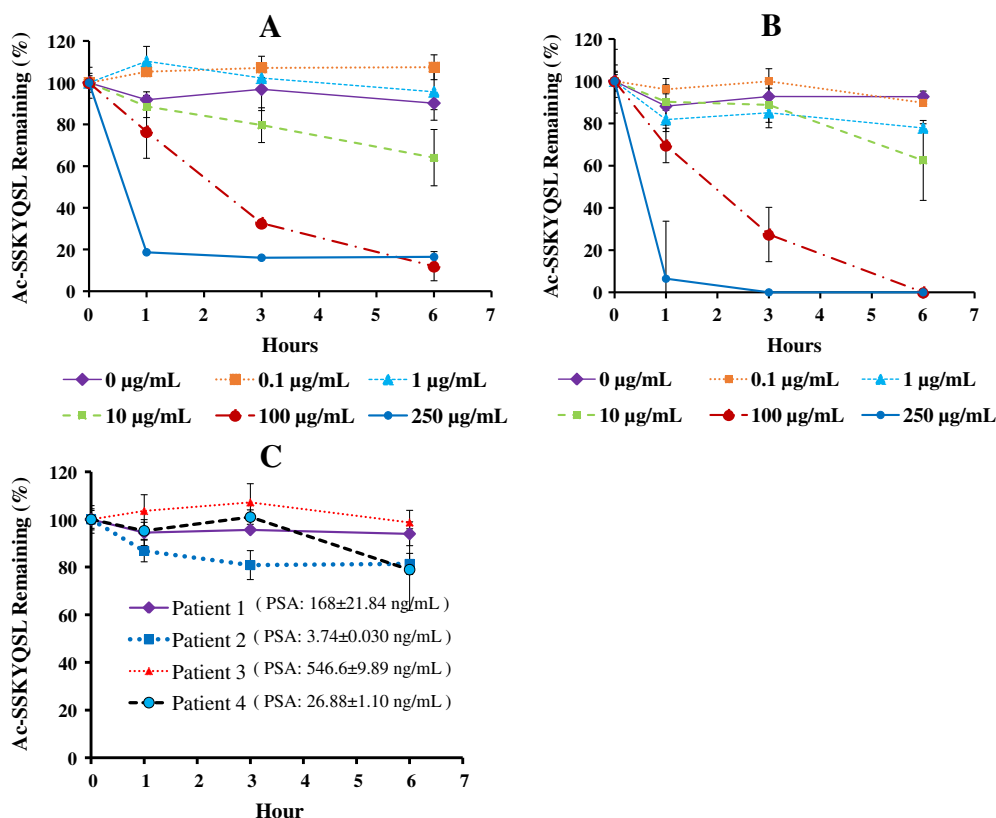 A
Ac-SSKYQSL Remaining (%)
120
100
80
60
40
20
0
0 1 2 3 4 5 6 7
Hours
0 µg/mL 0.1 µg/mL 1 µg/mL
10 µg/mL 100 µg/mL 250 µg/mL
B
Ac-SSKYQSL Remaining (%)
120
100
80
60
40
20
0
0 1 2 3 4 5 6 7
Hours
0 µg/mL 0.1 µg/mL 1 µg/mL
10 µg/mL 100 µg/mL 250 µg/mL
C
Ac-SSKYQSL Remaining (%)
120
100
80
60
40
20
0
Patient 1 ( PSA: 168±21.84 ng/mL )
Patient 2 ( PSA: 3.74±0.030 ng/mL )
Patient 3 ( PSA: 546.6±9.89 ng/mL )
Patient 4 ( PSA: 26.88±1.10 ng/mL )
0 1 2 3 4 5 6 7
Hour